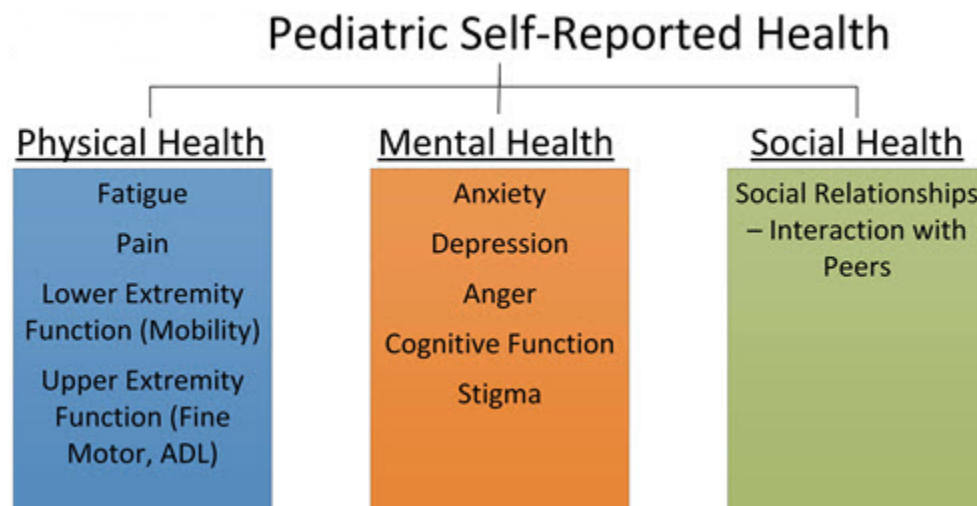 Pediatric Self-Reported Health
Physical Health
Fatigue
Pain
Lower Extremity
Function (Mobility)
Upper Extremity
Function (Fine
Motor, ADL)
Mental Health
Anxiety
Depression
Anger
Cognitive Function
Stigma
Social Health
Social Relationships
– Interaction with
Peers